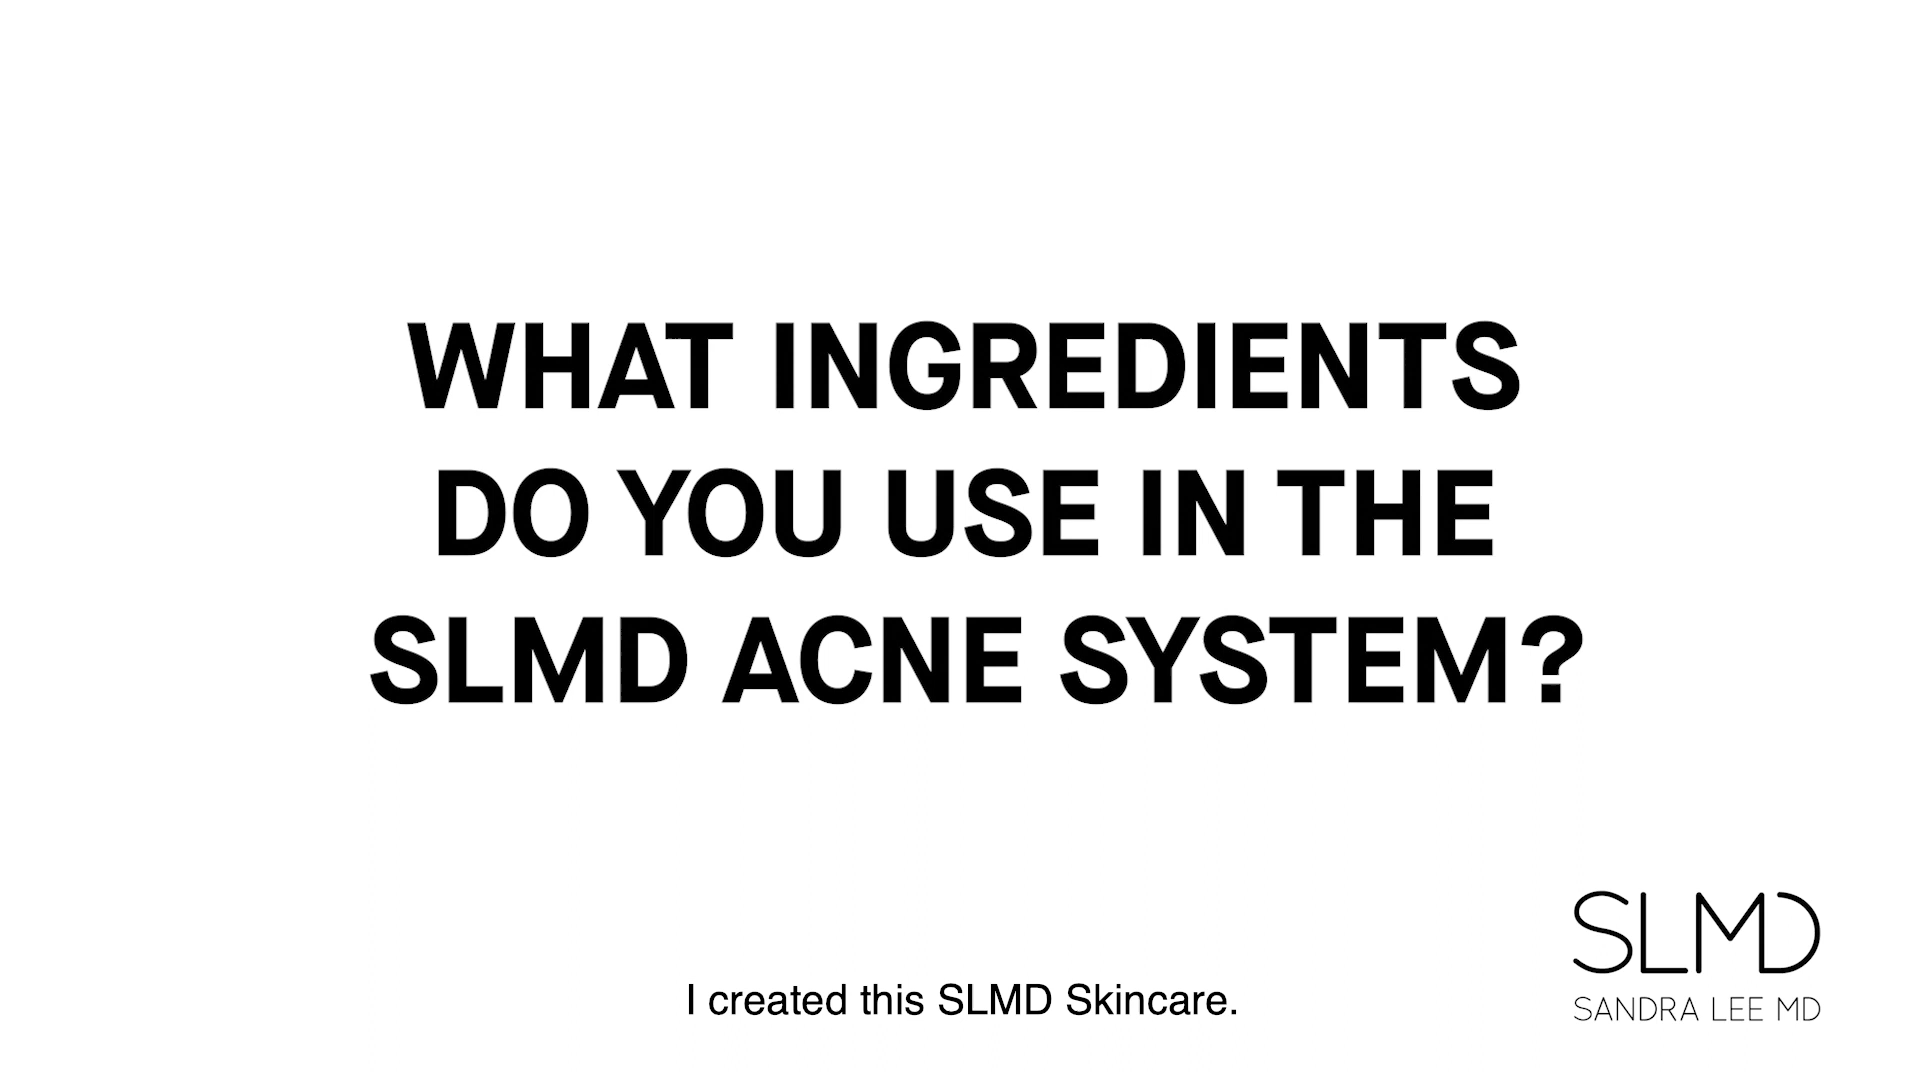 WHAT INGREDIENTS
DO YOU USE IN THE
SLMD ACNE SYSTEM?
SLMD
SANDRA LEE MD
I created this SLMD Skincare.